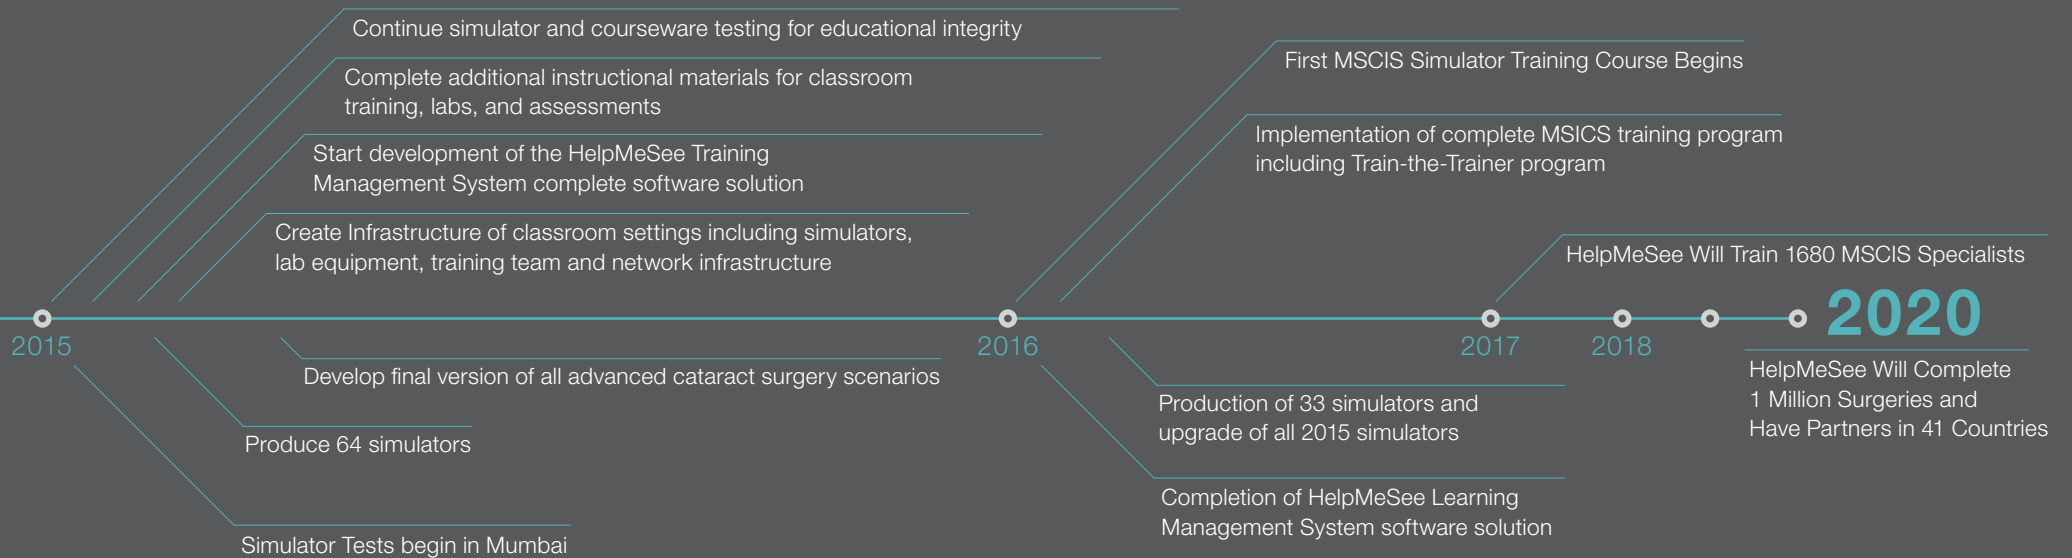 Continue simulator and courseware testing for educational integrity
Complete additional instructional materials for classroom
training, labs, and assessments
Start development of the HelpMeSee Training
Management System complete software solution
Create Infrastructure of classroom settings including simulators,
lab equipment, training team and network infrastructure
2015
Develop final version of all advanced cataract surgery scenarios
Produce 64 simulators
Simulator Tests begin in Mumbai
First MSCIS Simulator Training Course Begins
Implementation of complete MSICS training program
including Train-the-Trainer program
2016
Production of 33 simulators and
upgrade of all 2015 simulators
Completion of HelpMeSee Learning
Management System software solution
HelpMeSee Will Train 1680 MSCIS Specialists
2017
2018
2020
HelpMeSee Will Complete
1 Million Surgeries and
Have Partners in 41 Countries